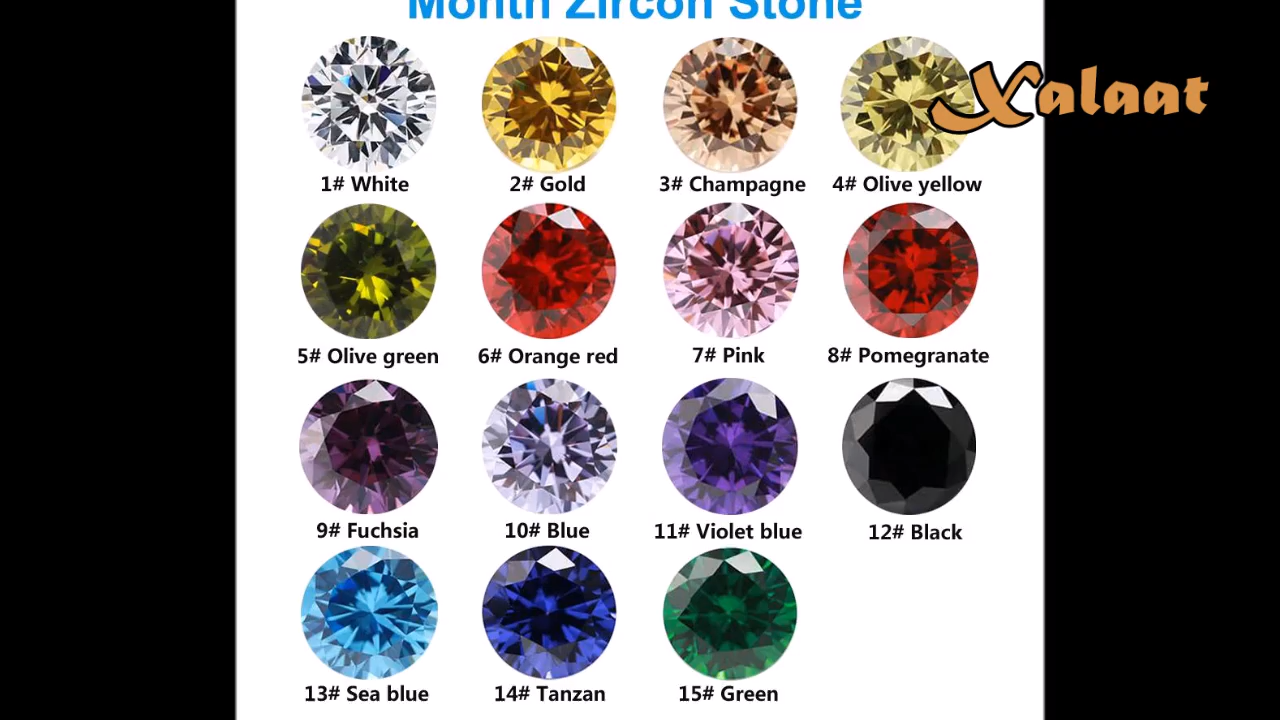 Month Zircon Stone
Xalaat
1# White
2# Gold
3# Champagne
4# Olive yellow
5# Olive green
6# Orange red
7# Pink
8# Pomegranate
9# Fuchsia
10# Blue
11# Violet blue
12# Black
13# Sea blue
14# Tanzan
15# Green